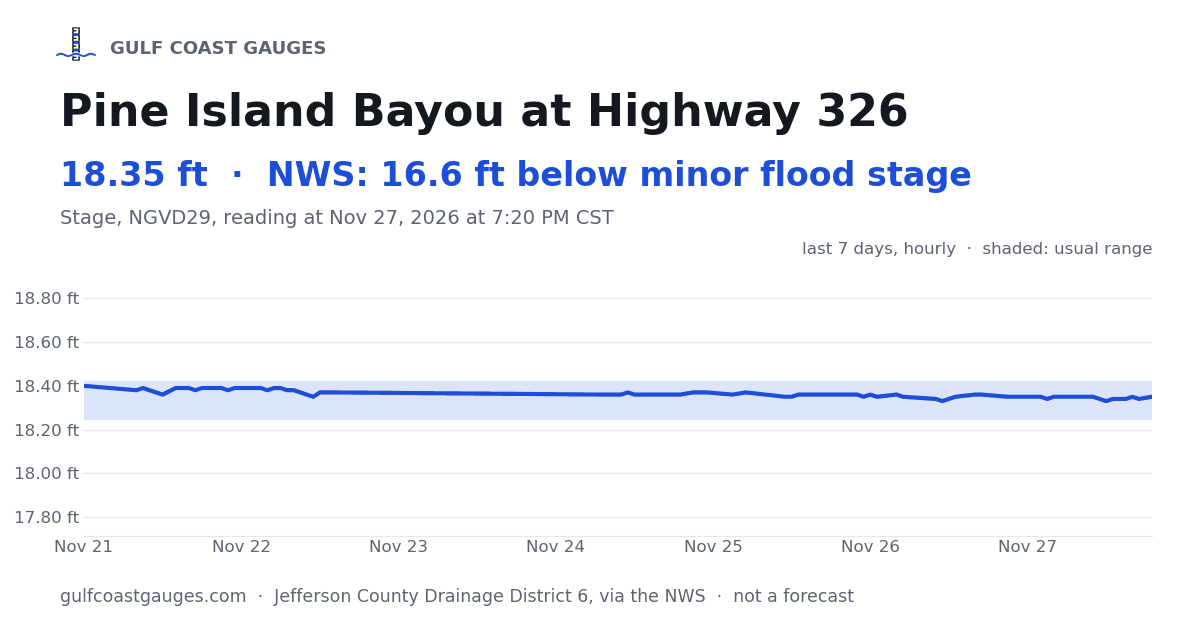 GULF COAST GAUGES
Pine Island Bayou at Highway 326
18.35 ft · NWS: 16.6 ft below minor flood stage
Stage, NGVD29, reading at Nov 27, 2026 at 7:20 PM CST
last 7 days, hourly · shaded: usual range
18.80 ft
18.60 ft
18.40 ft
18.20 ft
18.00 ft
17.80 ft
Nov 21 Nov 22 Nov 23 Nov 24 Nov 25 Nov 26 Nov 27
gulfcoastgauges.com · Jefferson County Drainage District 6, via the NWS · not a forecast